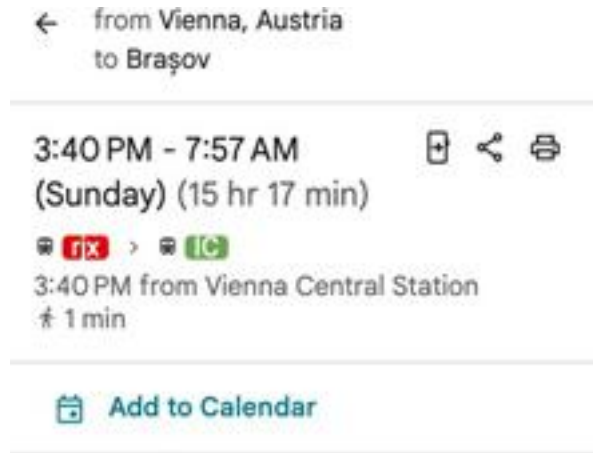 from Vienna, Austria
to Brașov
3:40 PM - 7:57 AM
(Sunday) (15 hr 17 min)
rjx > IC
3:40 PM from Vienna Central Station
1 min
Add to Calendar